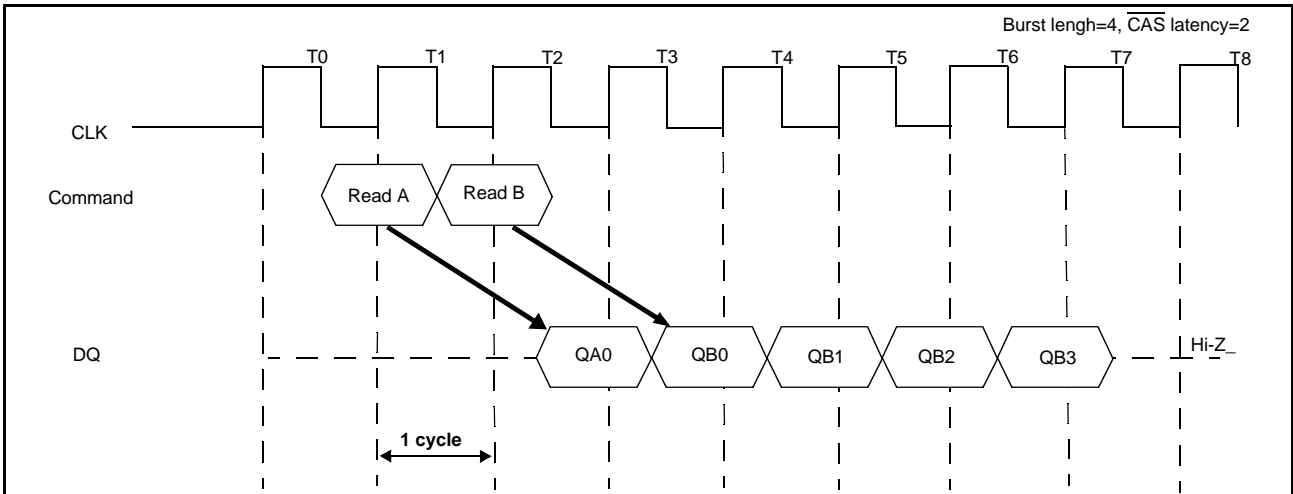 Burst lengh=4, CAS latency=2
T0 T1 T2 T3 T4 T5 T6 T7 T8
CLK
Command
Read A Read B
DQ
QA0 QB0 QB1 QB2 QB3
Hi-Z_
1 cycle